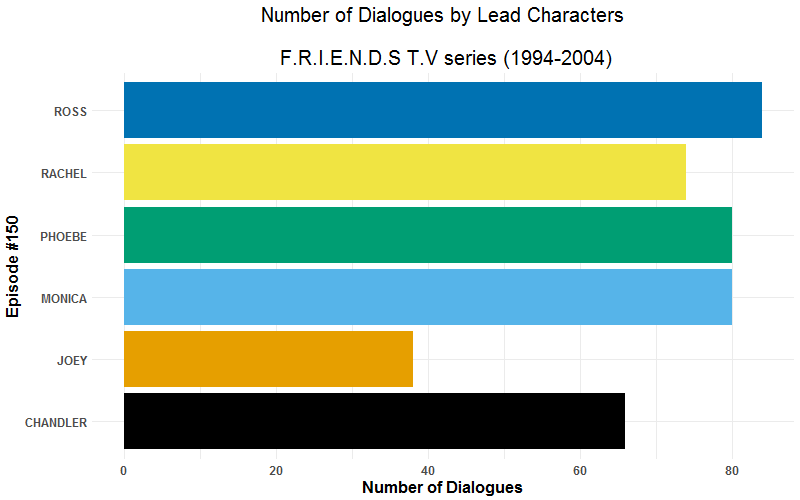 Number of Dialogues by Lead Characters
F.R.I.E.N.D.S T.V series (1994-2004)
Episode #150
ROSS
RACHEL
PHOEBE
MONICA
JOEY
CHANDLER
0 20 40 60 80
Number of Dialogues